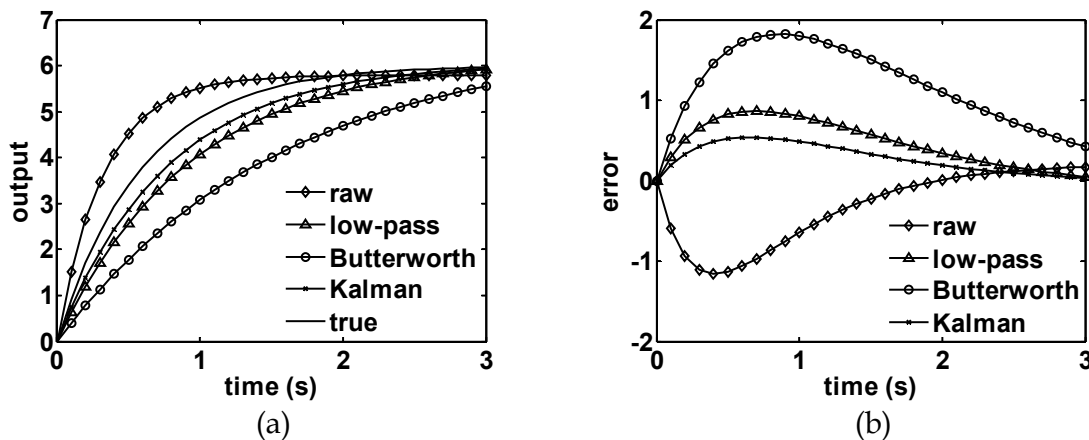 7
6
5
4
3
2
1
0
output
0 1 2 3
time (s)
raw
low-pass
Butterworth
Kalman
true
(a)
2
1
0
-1
-2
error
0 1 2 3
time (s)
raw
low-pass
Butterworth
Kalman
(b)